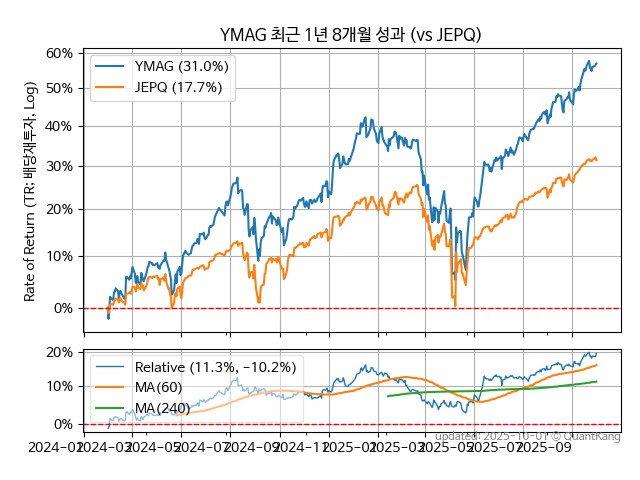 YMAG 최근 1년 8개월 성과 (vs JEPQ)
Rate of Return (TR: 배당재투자, Log)
60%
50%
40%
30%
20%
10%
0%
YMAG (31.0%)
JEPQ (17.7%)
20%
10%
0%
Relative (11.3%, -10.2%)
MA(60)
MA(240)
2024-01
2024-03
2024-05
2024-07
2024-09
2024-11
2025-01
2025-03
2025-05
2025-07
2025-09
updated: 2025-10-01 © QuantKang